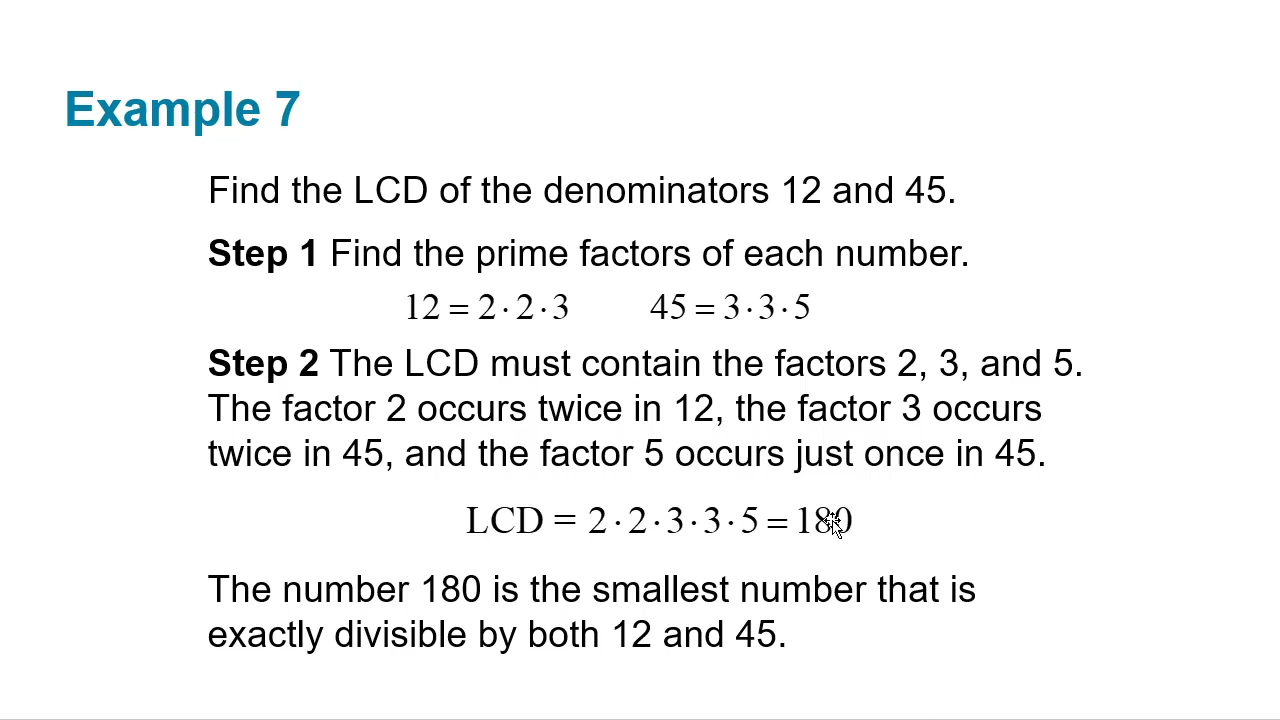 Example 7
Find the LCD of the denominators 12 and 45.
Step 1 Find the prime factors of each number.
12 = 2 · 2 · 3 45 = 3 · 3 · 5
Step 2 The LCD must contain the factors 2, 3, and 5.
The factor 2 occurs twice in 12, the factor 3 occurs
twice in 45, and the factor 5 occurs just once in 45.
LCD = 2 · 2 · 3 · 3 · 5 = 180
The number 180 is the smallest number that is
exactly divisible by both 12 and 45.